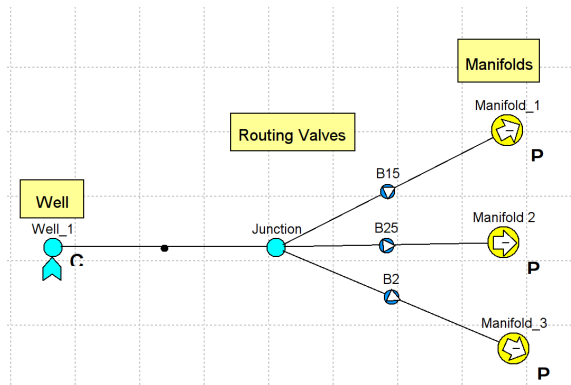 Manifolds
Manifold_1
P
Routing Valves
B15
Well
Well_1
C
Junction
B25
Manifold 2
P
B2
Manifold_3
P